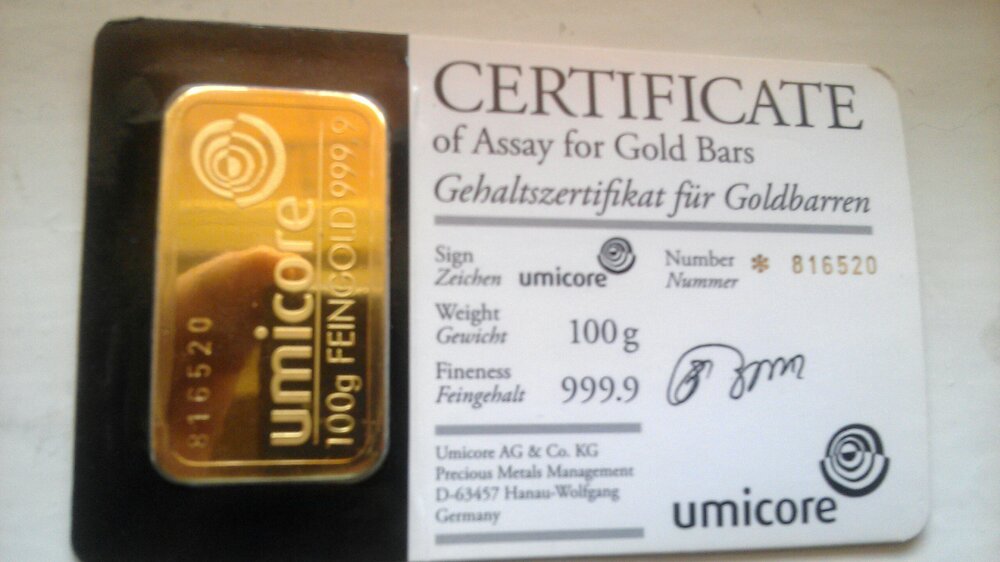 umicore
100g FEINGOLD 999.9
816520
CERTIFICATE
of Assay for Gold Bars
Gehaltszertifikat für Goldbarren
Sign
Zeichen
umicore
Number * 816520
Nummer
Weight
Gewicht
100 g
Fineness
Feingehalt
999.9
Umicore AG & Co. KG
Precious Metals Management
D-63457 Hanau-Wolfgang
Germany
umicore